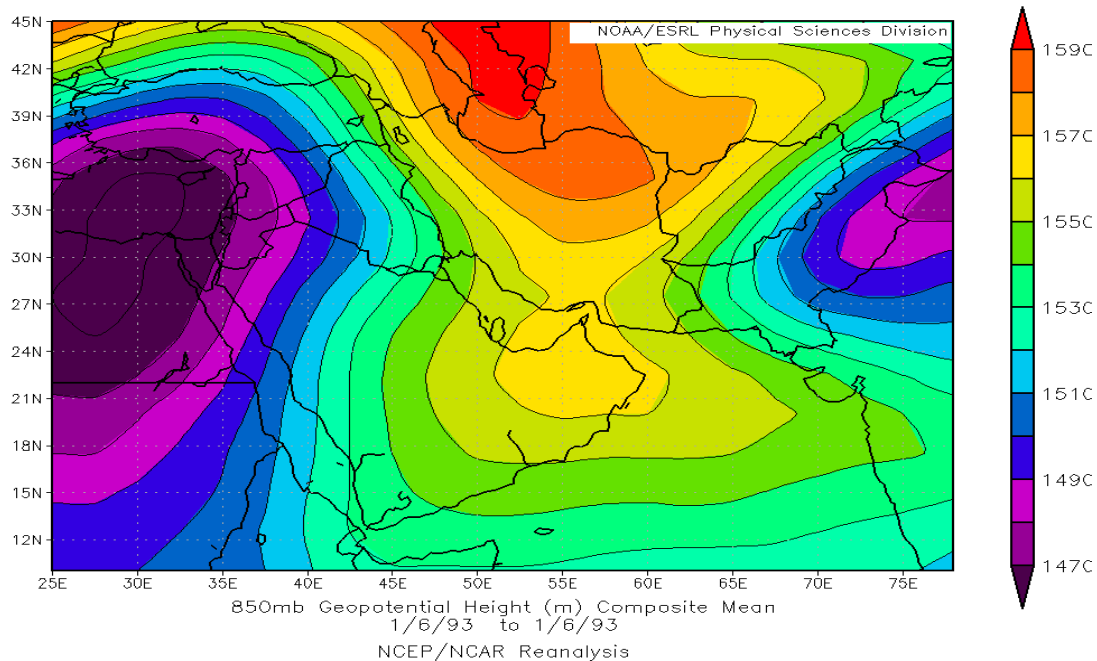 45N
NOAA/ESRL Physical Sciences Division
42N
39N
36N
33N
30N
27N
24N
21N
18N
15N
12N
25E 30E 35E 40E 45E 50E 55E 60E 65E 70E 75E
850mb Geopotential Height (m) Composite Mean
1/6/93 to 1/6/93
NCEP/NCAR Reanalysis
1590
1570
1550
1530
1510
1490
1470